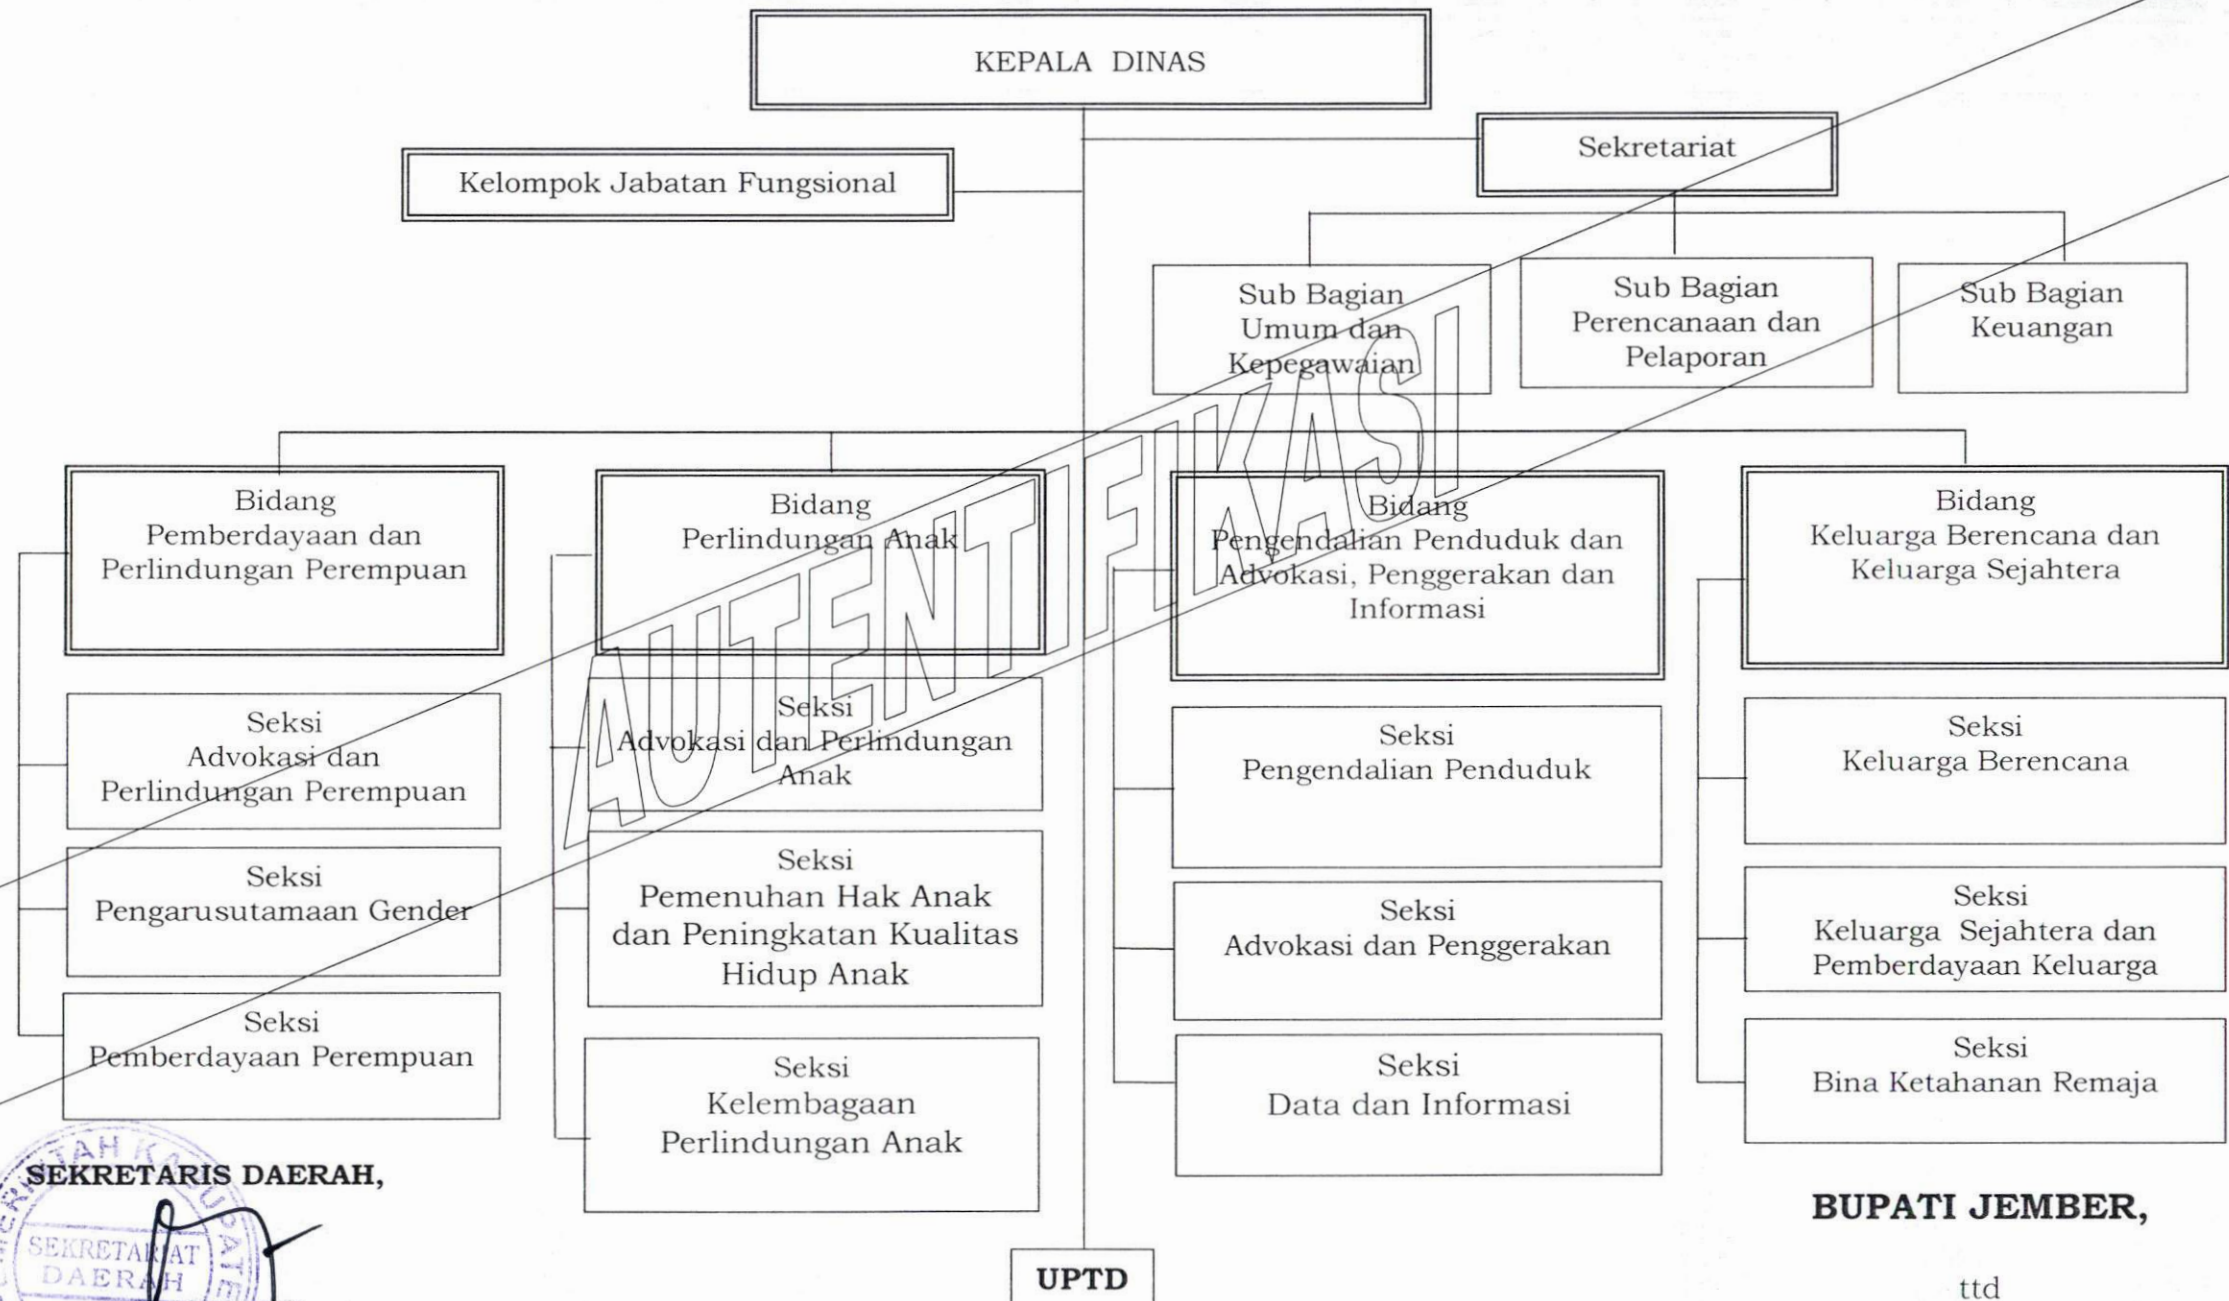 KEPALA DINAS
Sekretariat
Kelompok Jabatan Fungsional
Sub Bagian
Umum dan
Kepegawaian
Sub Bagian
Perencanaan dan
Pelaporan
Sub Bagian
Keuangan
AUTENTIFIKASI
Bidang
Pemberdayaan dan
Perlindungan Perempuan
Bidang
Perlindungan Anak
Bidang
Pengendalian Penduduk dan
Advokasi, Penggerakan dan
Informasi
Bidang
Keluarga Berencana dan
Keluarga Sejahtera
Seksi
Advokasi dan
Perlindungan Perempuan
Seksi
Pengarusutamaan Gender
Seksi
Pemberdayaan Perempuan
Seksi
Advokasi dan Perlindungan
Anak
Seksi
Pemenuhan Hak Anak
dan Peningkatan Kualitas
Hidup Anak
Seksi
Kelembagaan
Perlindungan Anak
Seksi
Pengendalian Penduduk
Seksi
Advokasi dan Penggerakan
Seksi
Data dan Informasi
Seksi
Keluarga Berencana
Seksi
Keluarga Sejahtera dan
Pemberdayaan Keluarga
Seksi
Bina Ketahanan Remaja
SEKRETARIS DAERAH,
SEKRETARIAT
DAERAH
UPTD
BUPATI JEMBER,
ttd